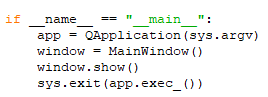 if __name__ == "__main__":
    app = QApplication(sys.argv)
    window = MainWindow()
    window.show()
    sys.exit(app.exec_())